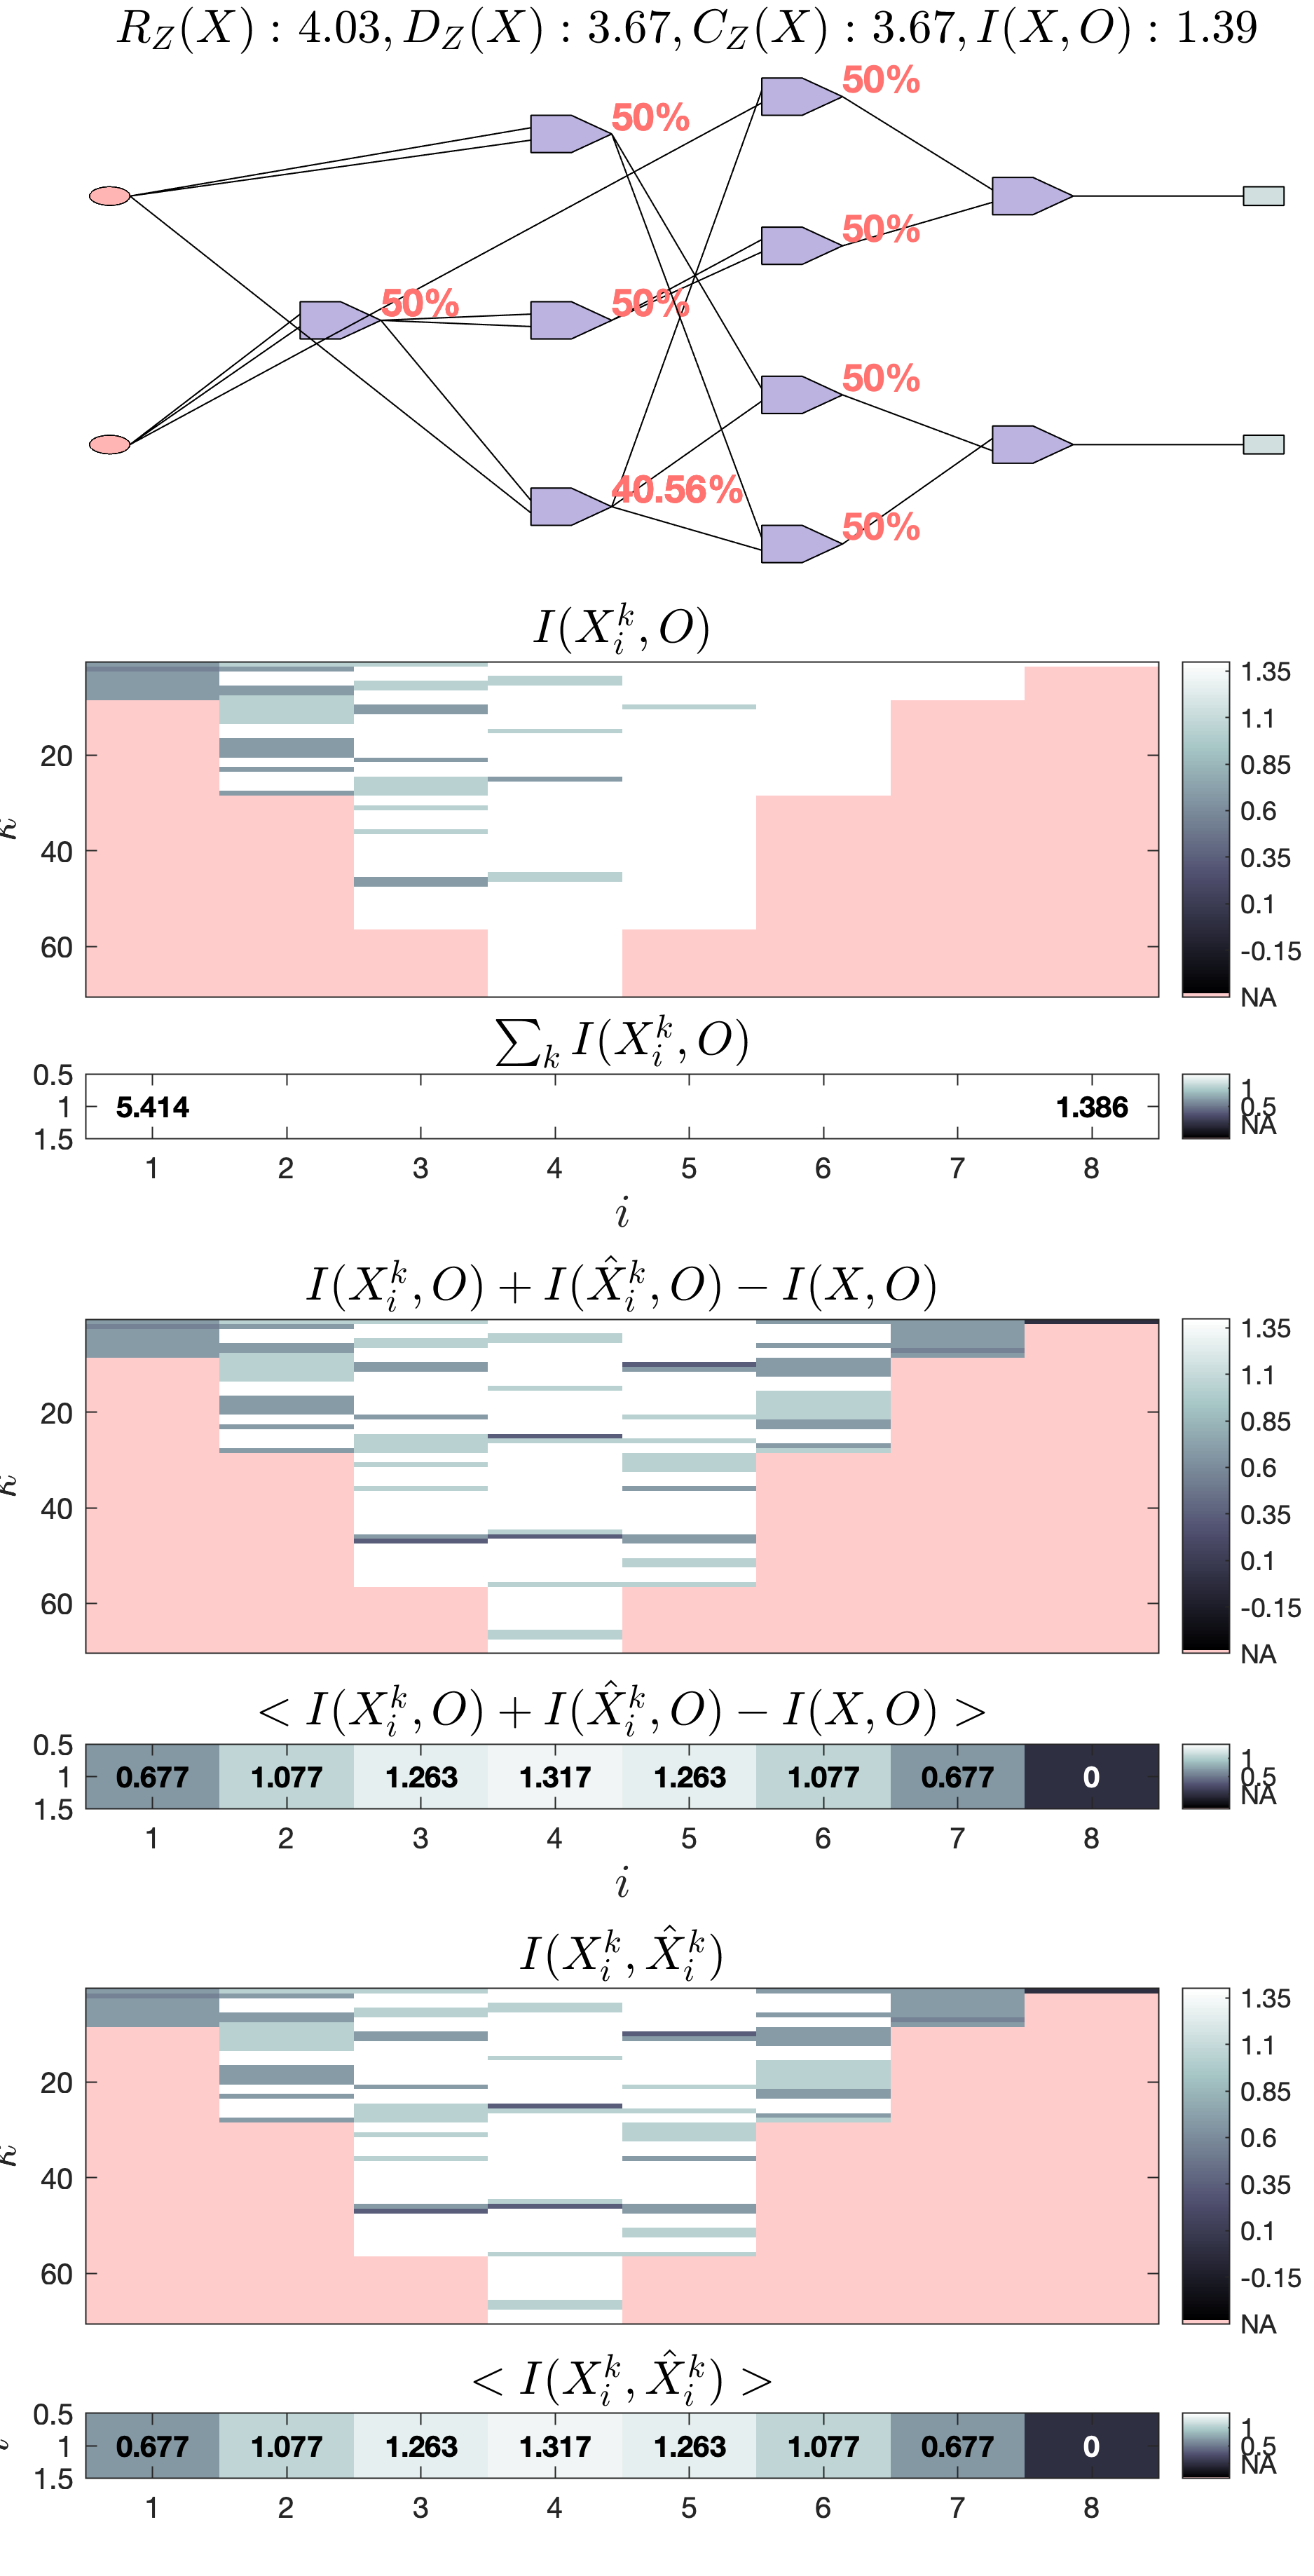 R_Z(X) : 4.03, D_Z(X) : 3.67, C_Z(X) : 3.67, I(X, O) : 1.39
50%
50%
50%
50%
50%
50%
40.56%
50%
I(X_i^k, O)
1.35
1.1
0.85
0.6
0.35
0.1
-0.15
NA
20
40
60
k
∑_k I(X_i^k, O)
0.5
1
1.5
5.414
1.386
1
0.5
NA
1 2 3 4 5 6 7 8
i
I(X_i^k, O) + I(X̂_i^k, O) − I(X, O)
1.35
1.1
0.85
0.6
0.35
0.1
-0.15
NA
20
40
60
k
< I(X_i^k, O) + I(X̂_i^k, O) − I(X, O) >
0.5
1
1.5
0.677 1.077 1.263 1.317 1.263 1.077 0.677 0
1
0.5
NA
1 2 3 4 5 6 7 8
i
I(X_i^k, X̂_i^k)
1.35
1.1
0.85
0.6
0.35
0.1
-0.15
NA
20
40
60
k
< I(X_i^k, X̂_i^k) >
0.5
1
1.5
0.677 1.077 1.263 1.317 1.263 1.077 0.677 0
1
0.5
NA
1 2 3 4 5 6 7 8